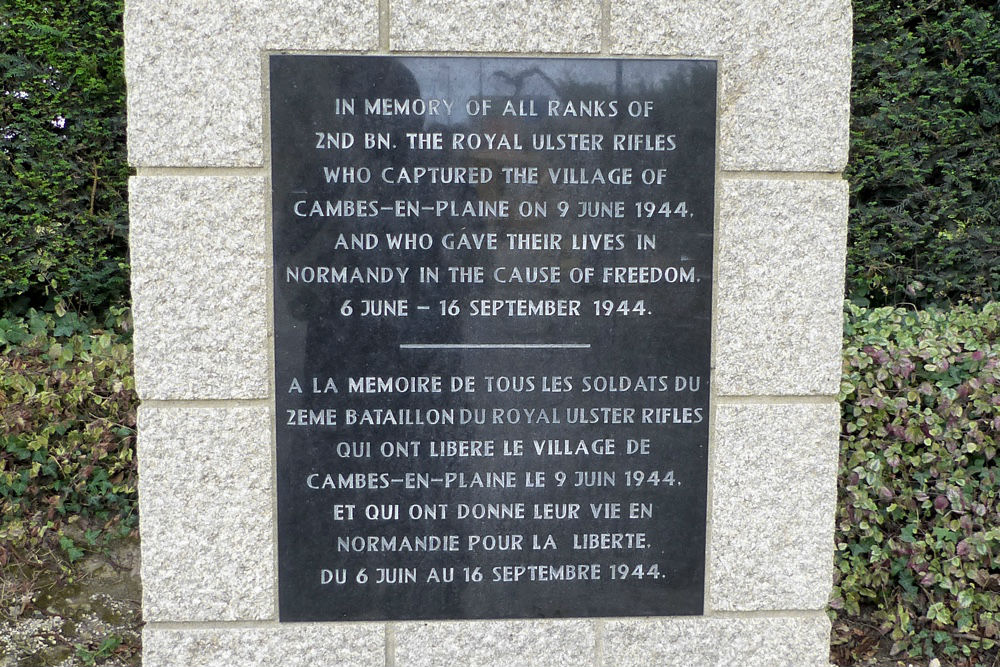 IN MEMORY OF ALL RANKS OF
2ND BN. THE ROYAL ULSTER RIFLES
WHO CAPTURED THE VILLAGE OF
CAMBES-EN-PLAINE ON 9 JUNE 1944,
AND WHO GAVE THEIR LIVES IN
NORMANDY IN THE CAUSE OF FREEDOM.
6 JUNE - 16 SEPTEMBER 1944.
A LA MEMOIRE DE TOUS LES SOLDATS DU
2EME BATAILLON DU ROYAL ULSTER RIFLES
QUI ONT LIBERE LE VILLAGE DE
CAMBES-EN-PLAINE LE 9 JUIN 1944,
ET QUI ONT DONNE LEUR VIE EN
NORMANDIE POUR LA LIBERTE.
DU 6 JUIN AU 16 SEPTEMBRE 1944.